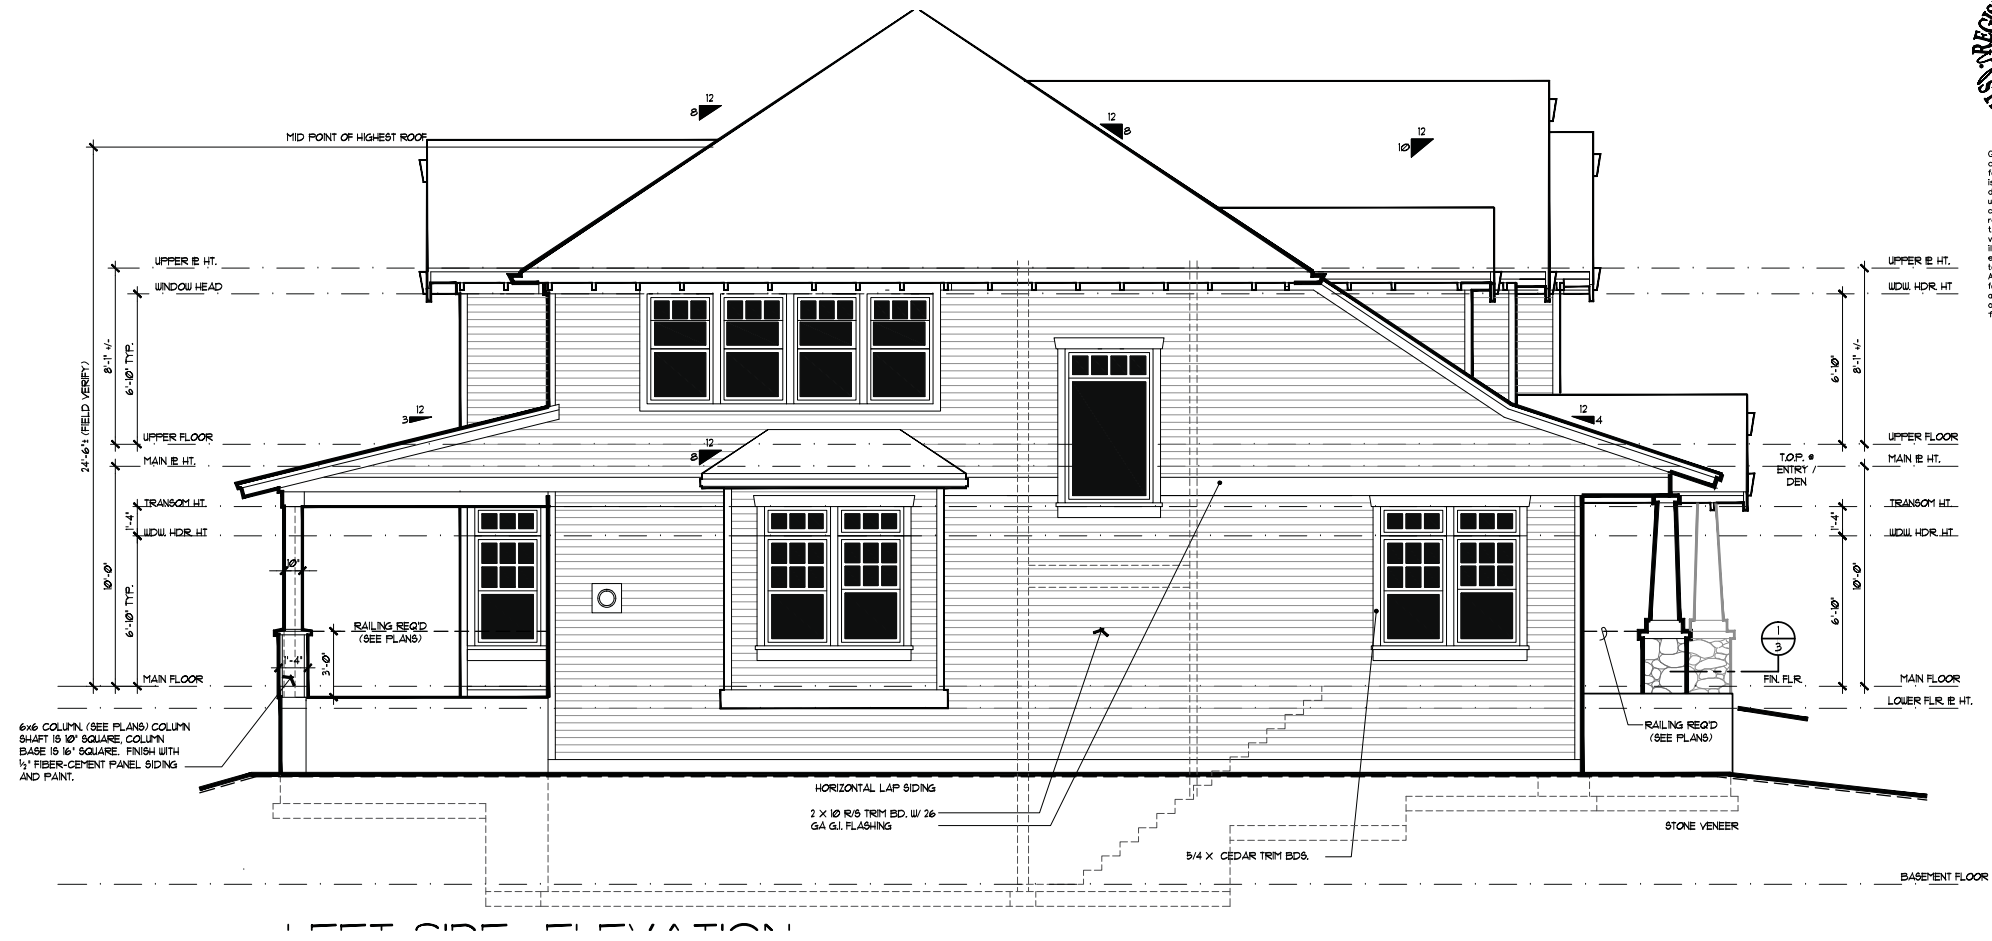 12
8
MID POINT OF HIGHEST ROOF
12
8
12
10
UPPER ℄ HT.
WINDOW HEAD
UPPER ℄ HT.
WDW. HDR. HT
24'-6"± (FIELD VERIFY)
8'-1" +/-
6'-10" TYP.
6'-10"
8'-1" +/-
12
3
12
4
UPPER FLOOR
MAIN ℄ HT.
12
8
UPPER FLOOR
MAIN ℄ HT.
T.O.P. @
ENTRY /
DEN
TRANSOM HT.
1'-4"
WDW. HDR. HT
TRANSOM HT.
1'-4"
WDW. HDR. HT
10'-0"
6'-10" TYP.
10"
6'-10"
10'-0"
RAILING REQ'D
(SEE PLANS)
1'-4"
3'-0"
1
3
MAIN FLOOR
FIN. FLR.
MAIN FLOOR
LOWER FLR. ℄ HT.
6x6 COLUMN. (SEE PLANS) COLUMN
SHAFT IS 10" SQUARE, COLUMN
BASE IS 16" SQUARE. FINISH WITH
½" FIBER-CEMENT PANEL SIDING
AND PAINT.
RAILING REQ'D
(SEE PLANS)
HORIZONTAL LAP SIDING
2 X 10 R/S TRIM BD. W/ 26
GA G.I. FLASHING
STONE VENEER
5/4 X CEDAR TRIM BDS.
BASEMENT FLOOR
LEFT SIDE ELEVATION